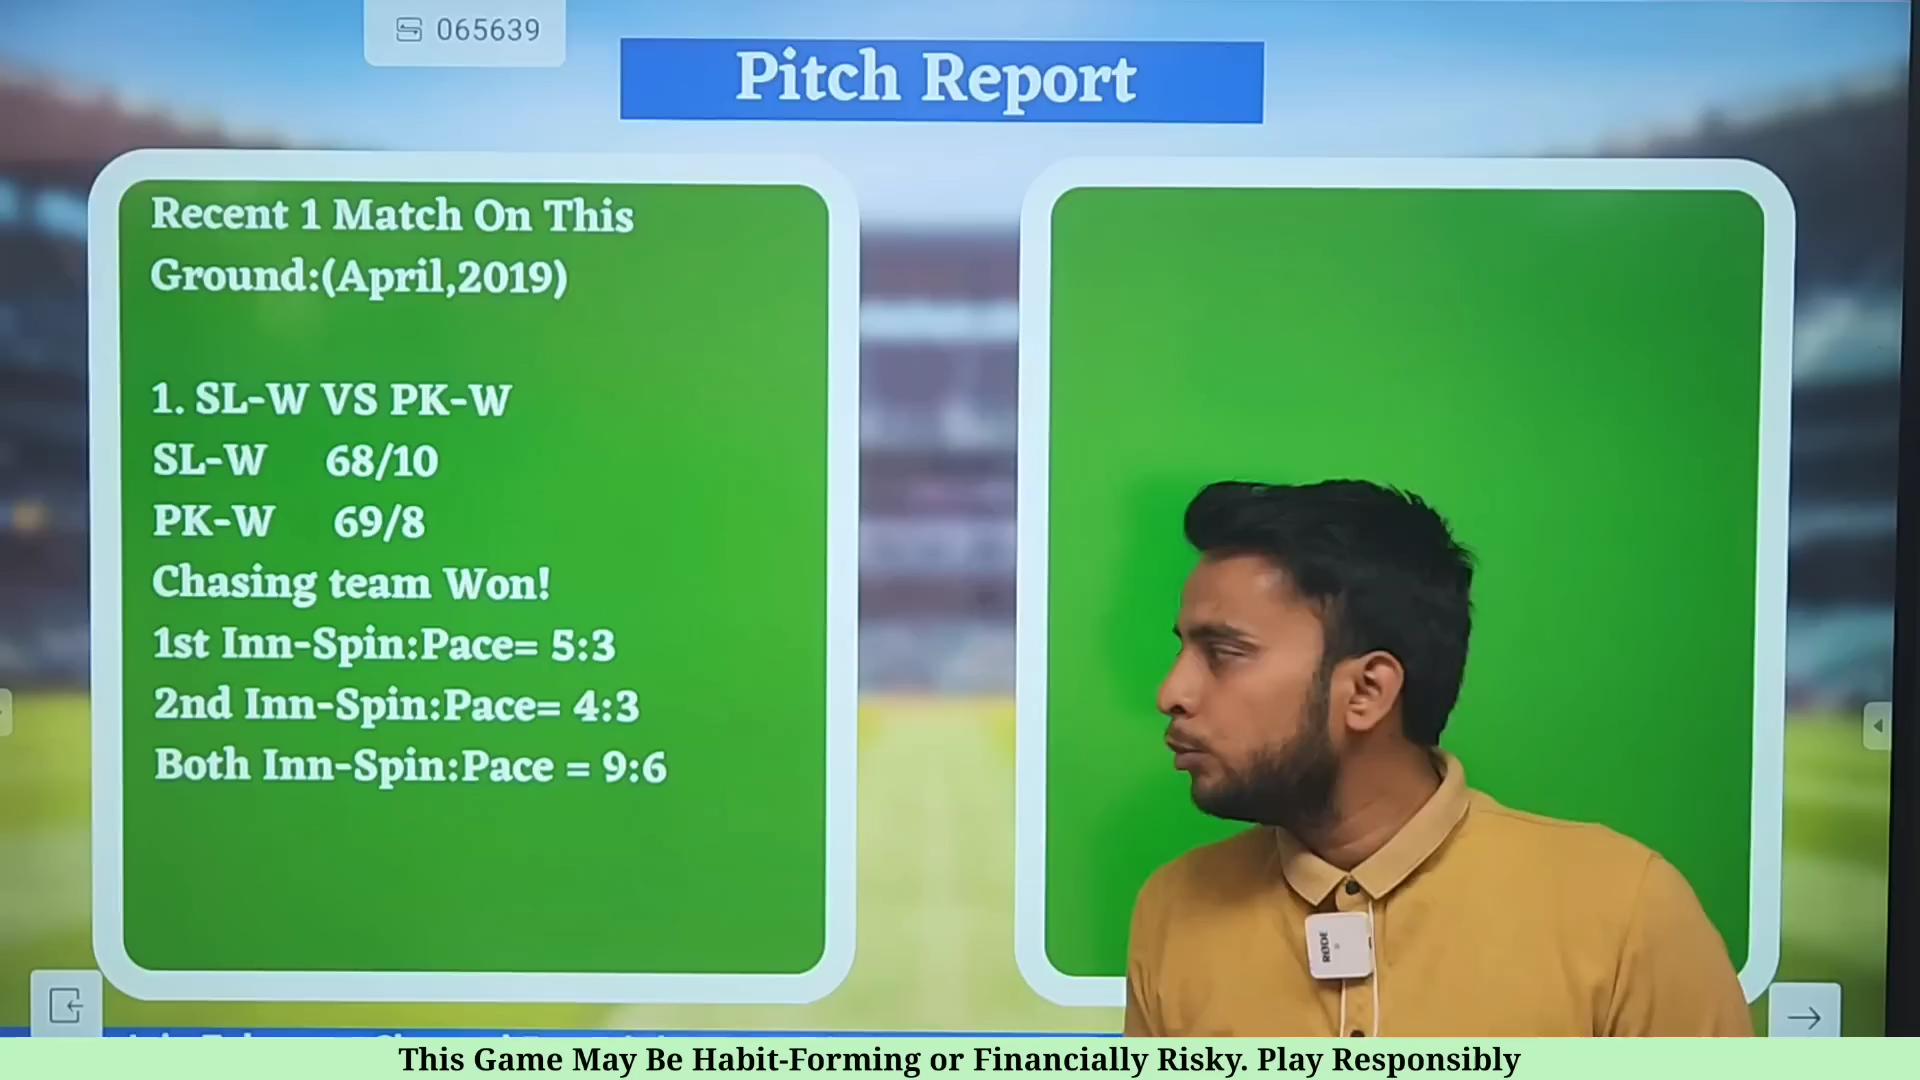 065639
Pitch Report
Recent 1 Match On This
Ground:(April,2019)
1. SL-W VS PK-W
SL-W 68/10
PK-W 69/8
Chasing team Won!
1st Inn-Spin:Pace= 5:3
2nd Inn-Spin:Pace= 4:3
Both Inn-Spin:Pace = 9:6
RØDE
This Game May Be Habit-Forming or Financially Risky. Play Responsibly